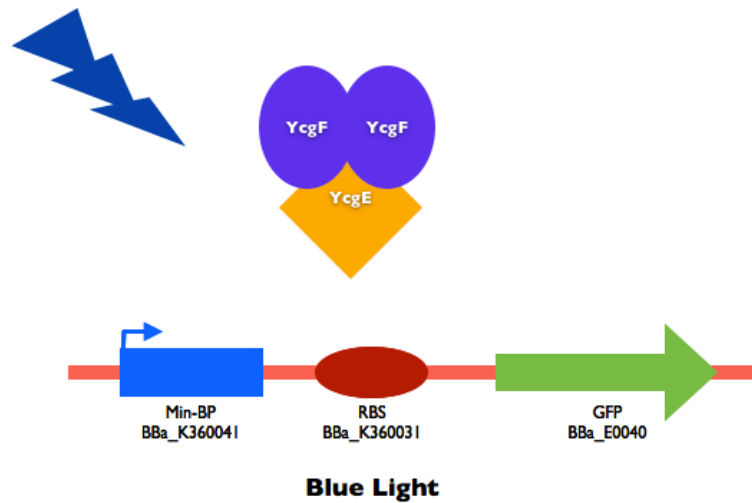 YcgF YcgF
YcgE
Min-BP RBS GFP
BBa_K360041 BBa_K360031 BBa_E0040
Blue Light